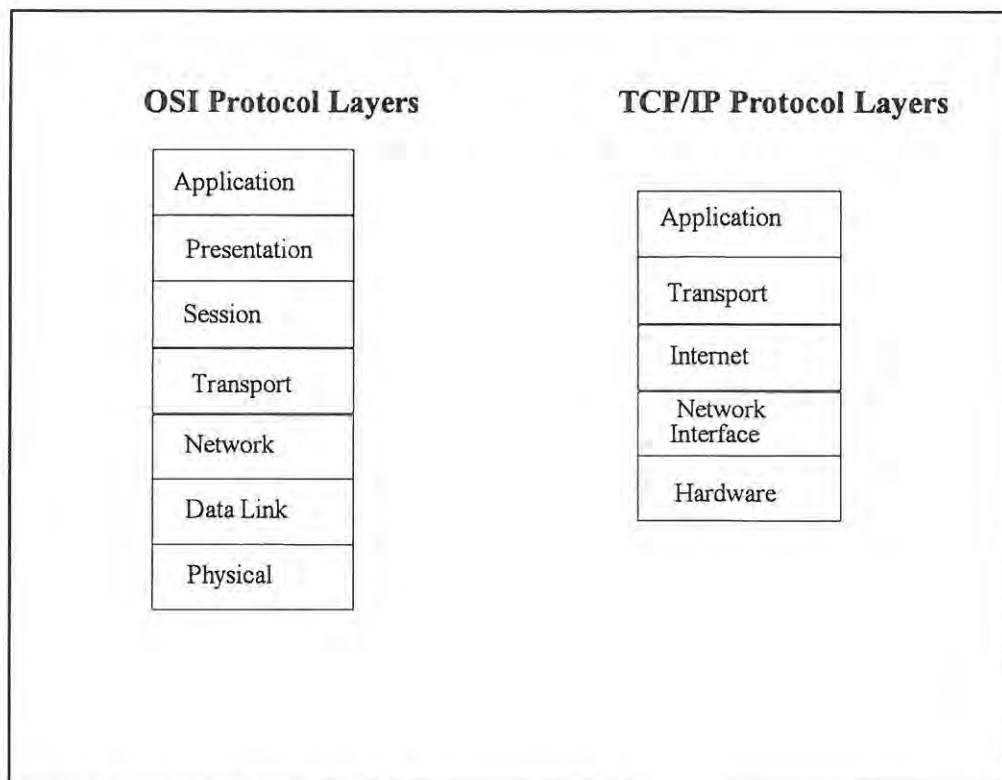 OSI Protocol Layers
Application
Presentation
Session
Transport
Network
Data Link
Physical
TCP/IP Protocol Layers
Application
Transport
Internet
Network
Interface
Hardware